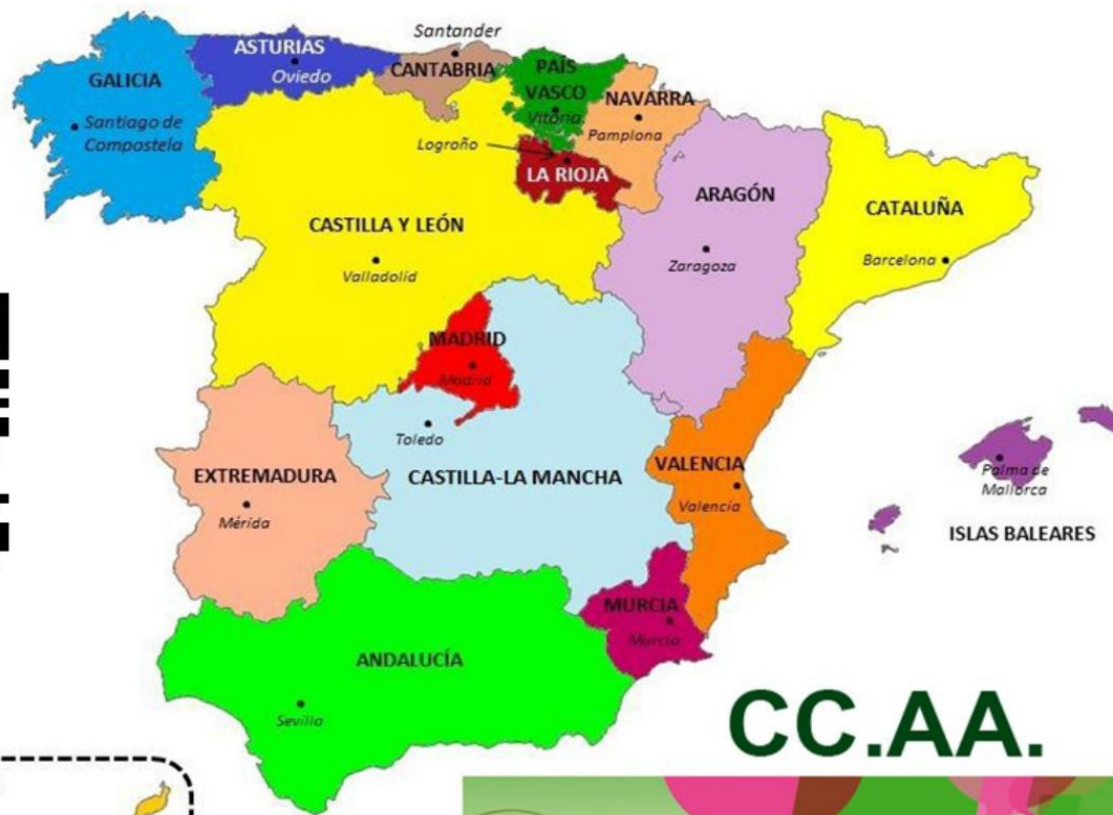 Santander
ASTURIAS
Oviedo
CANTABRIA
PAÍS
VASCO
Vitoria
GALICIA
Santiago de
Compostela
NAVARRA
Pamplona
Logroño
LA RIOJA
ARAGÓN
Zaragoza
CATALUÑA
Barcelona
CASTILLA Y LEÓN
Valladolid
MADRID
Madrid
Toledo
CASTILLA-LA MANCHA
EXTREMADURA
Mérida
VALENCIA
Valencia
Palma de
Mallorca
ISLAS BALEARES
MURCIA
Murcia
ANDALUCÍA
Sevilla
CC.AA.